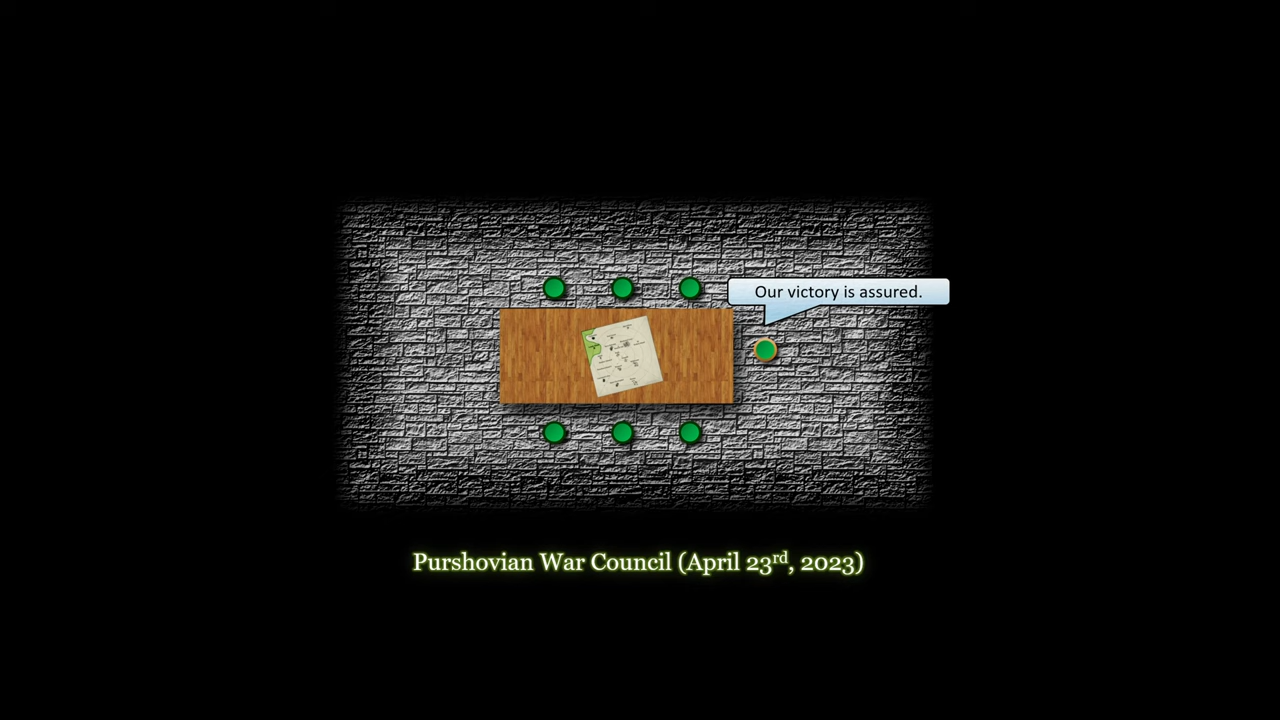 Our victory is assured.
Purshovian War Council (April 23rd, 2023)